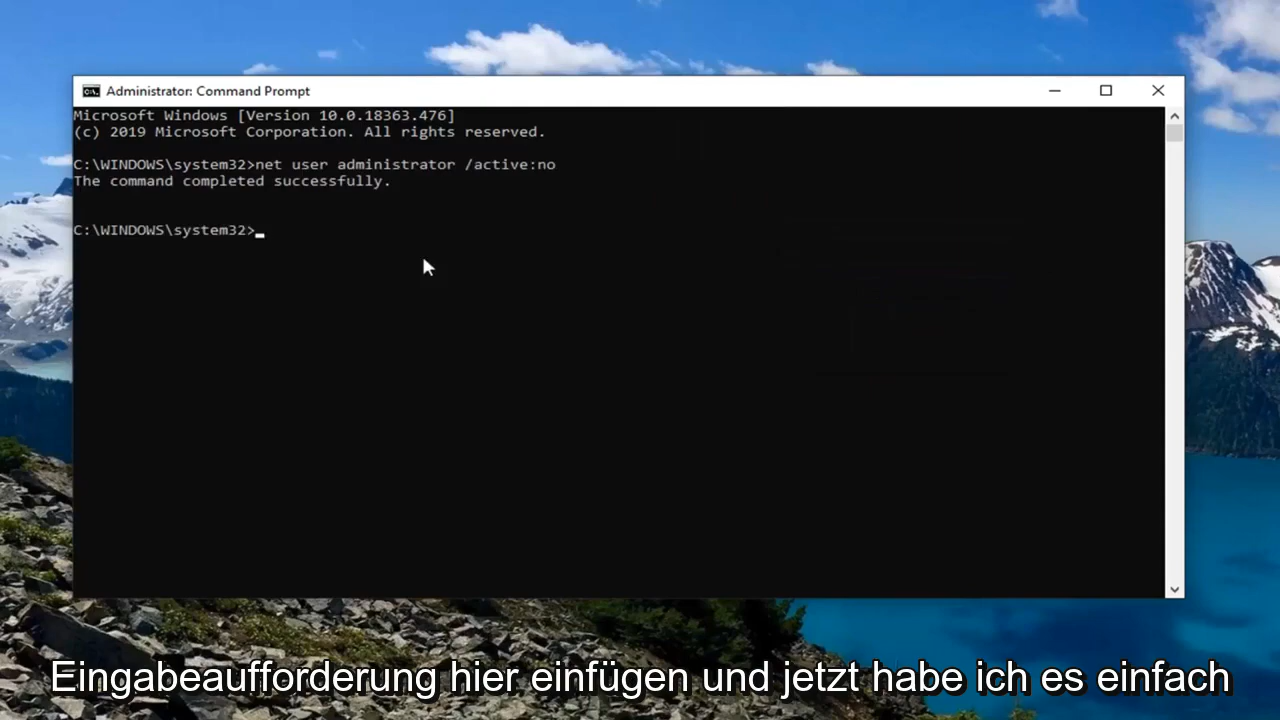 Administrator: Command Prompt
Microsoft Windows [Version 10.0.18363.476]
(c) 2019 Microsoft Corporation. All rights reserved.
C:\WINDOWS\system32>net user administrator /active:no
The command completed successfully.
C:\WINDOWS\system32>
Eingabeaufforderung hier einfügen und jetzt habe ich es einfach